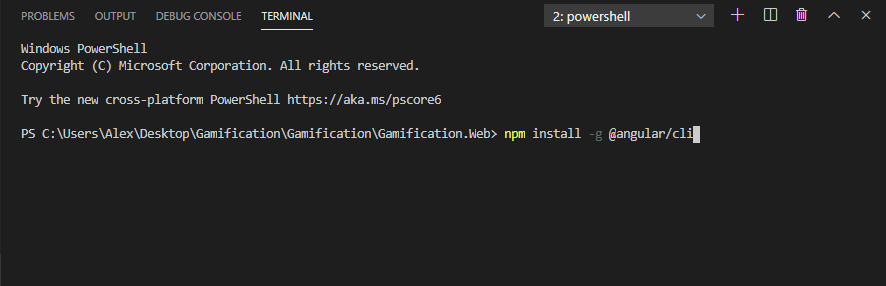 PROBLEMS OUTPUT DEBUG CONSOLE TERMINAL 2: powershell
Windows PowerShell
Copyright (C) Microsoft Corporation. All rights reserved.
Try the new cross-platform PowerShell https://aka.ms/pscore6
PS C:\Users\Alex\Desktop\Gamification\Gamification\Gamification.Web> npm install -g @angular/cli